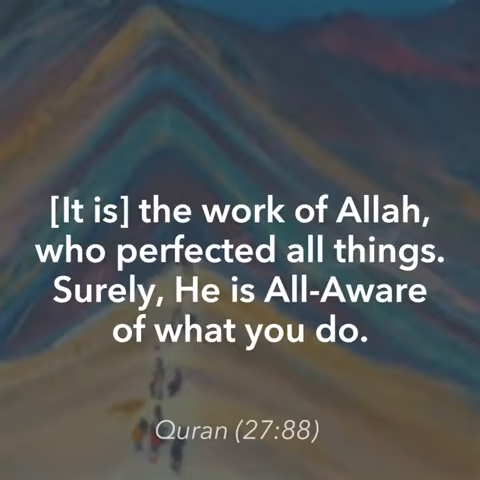 [It is] the work of Allah,
who perfected all things.
Surely, He is All-Aware
of what you do.
Quran (27:88)